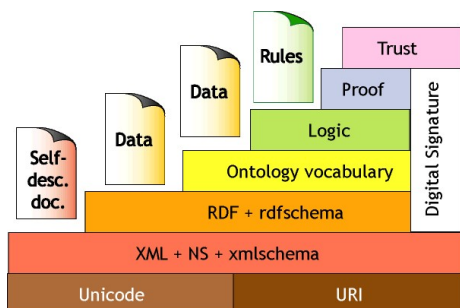 Trust
Rules
Proof
Data
Logic
Data
Digital Signature
Self-
desc.
doc.
Ontology vocabulary
RDF + rdfschema
XML + NS + xmlschema
Unicode
URI